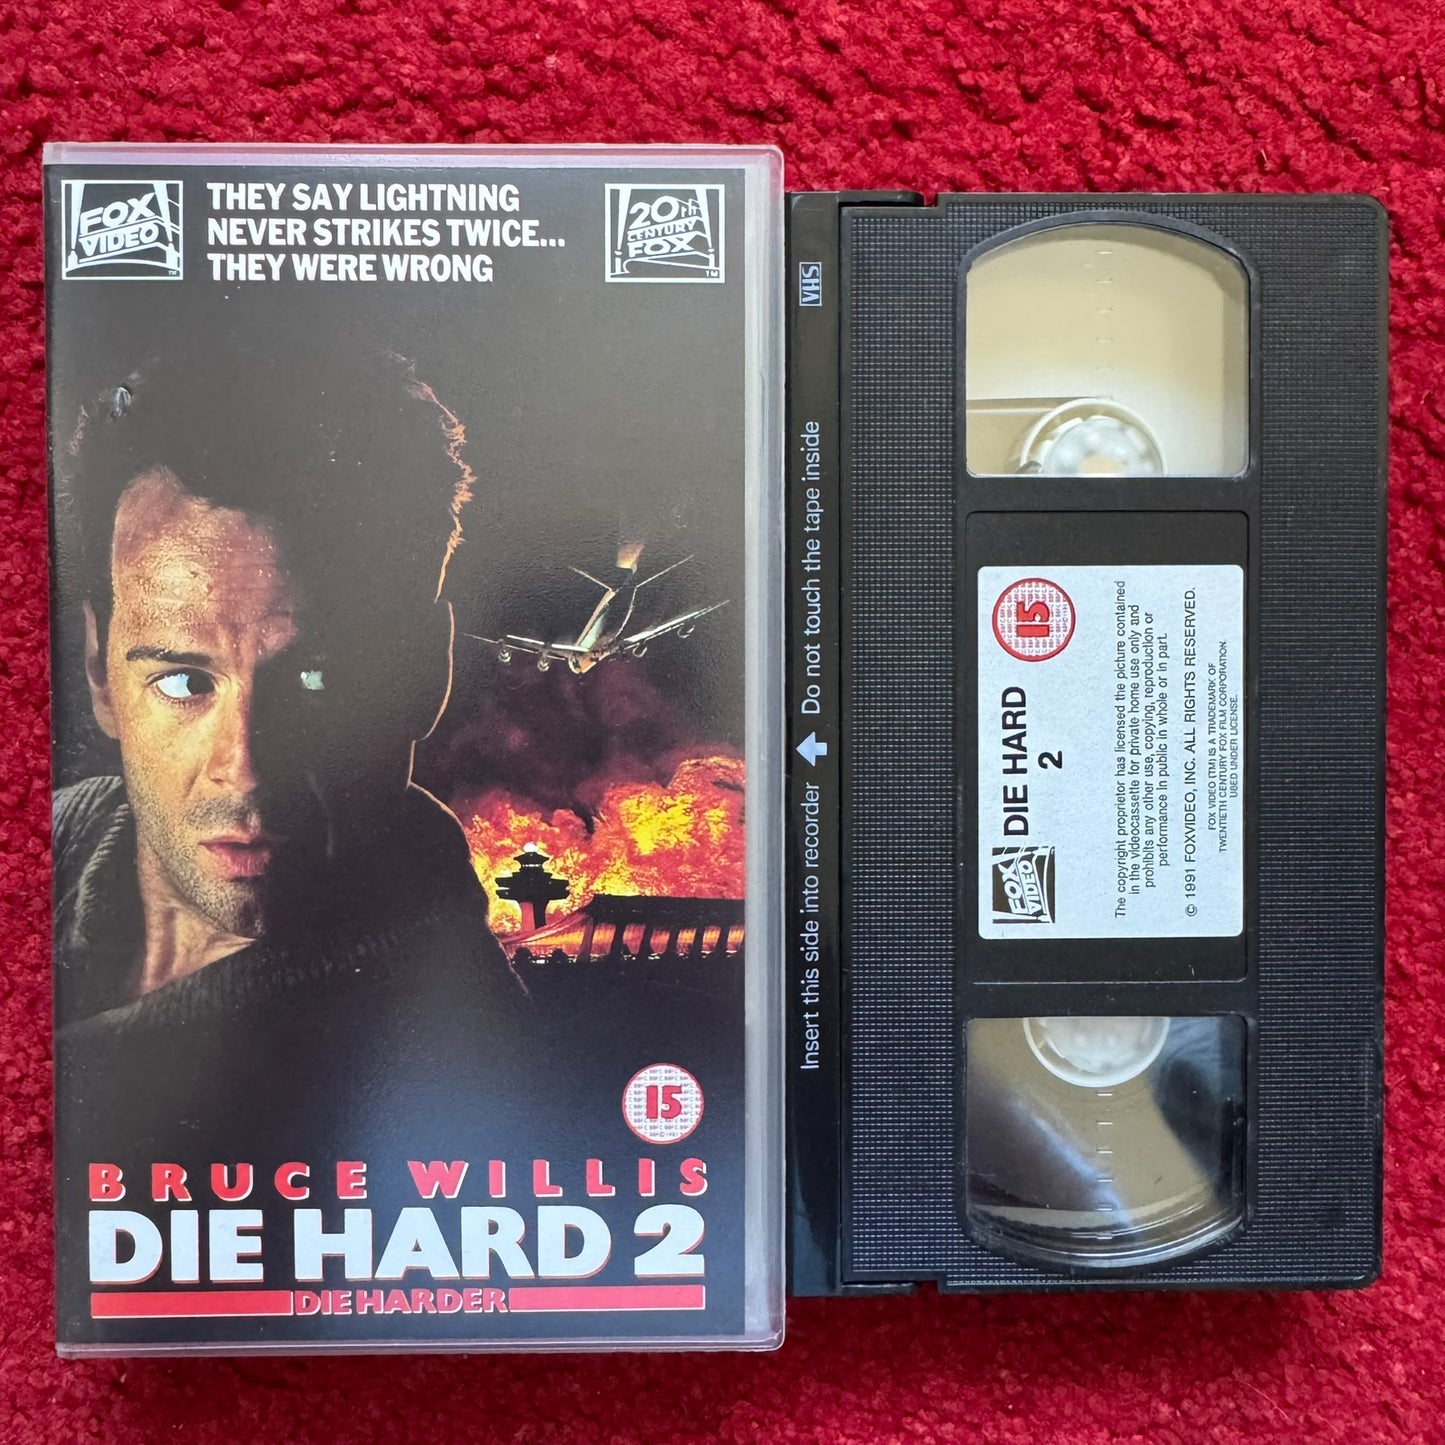 FOX
VIDEO
TM
THEY SAY LIGHTNING
NEVER STRIKES TWICE...
THEY WERE WRONG
20TH
CENTURY
FOX
TM
15
BRUCE WILLIS
DIE HARD 2
DIE HARDER
VHS
Insert this side into recorder Do not touch the tape inside
FOX
VIDEO
DIE HARD
2
15
The copyright proprietor has licensed the picture contained
in the videocassette for private home use only and
prohibits any other use, copying, reproduction or
performance in public in whole or in part.
© 1991 FOXVIDEO, INC. ALL RIGHTS RESERVED.
FOX VIDEO (TM) IS A TRADEMARK OF
TWENTIETH CENTURY FOX FILM CORPORATION.
USED UNDER LICENSE.